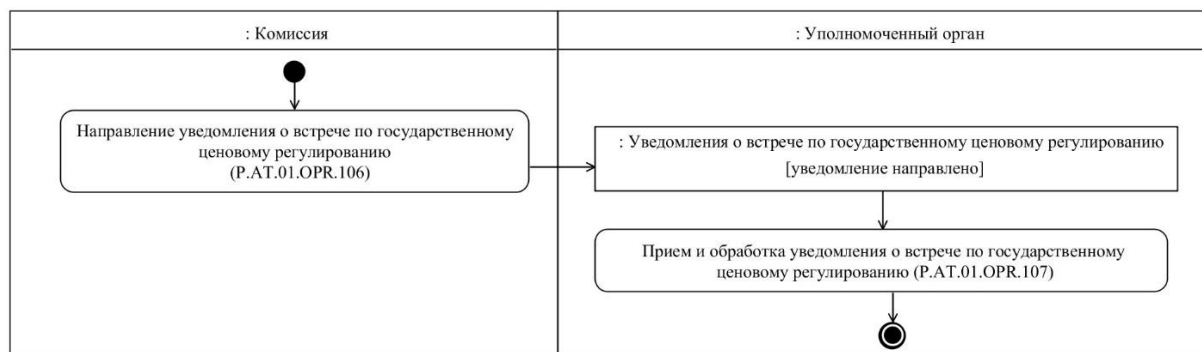 : Комиссия
: Уполномоченный орган
Направление уведомления о встрече по государственному
ценовому регулированию
(P.AT.01.OPR.106)
: Уведомления о встрече по государственному ценовому регулированию
[уведомление направлено]
Прием и обработка уведомления о встрече по государственному
ценовому регулированию (P.AT.01.OPR.107)